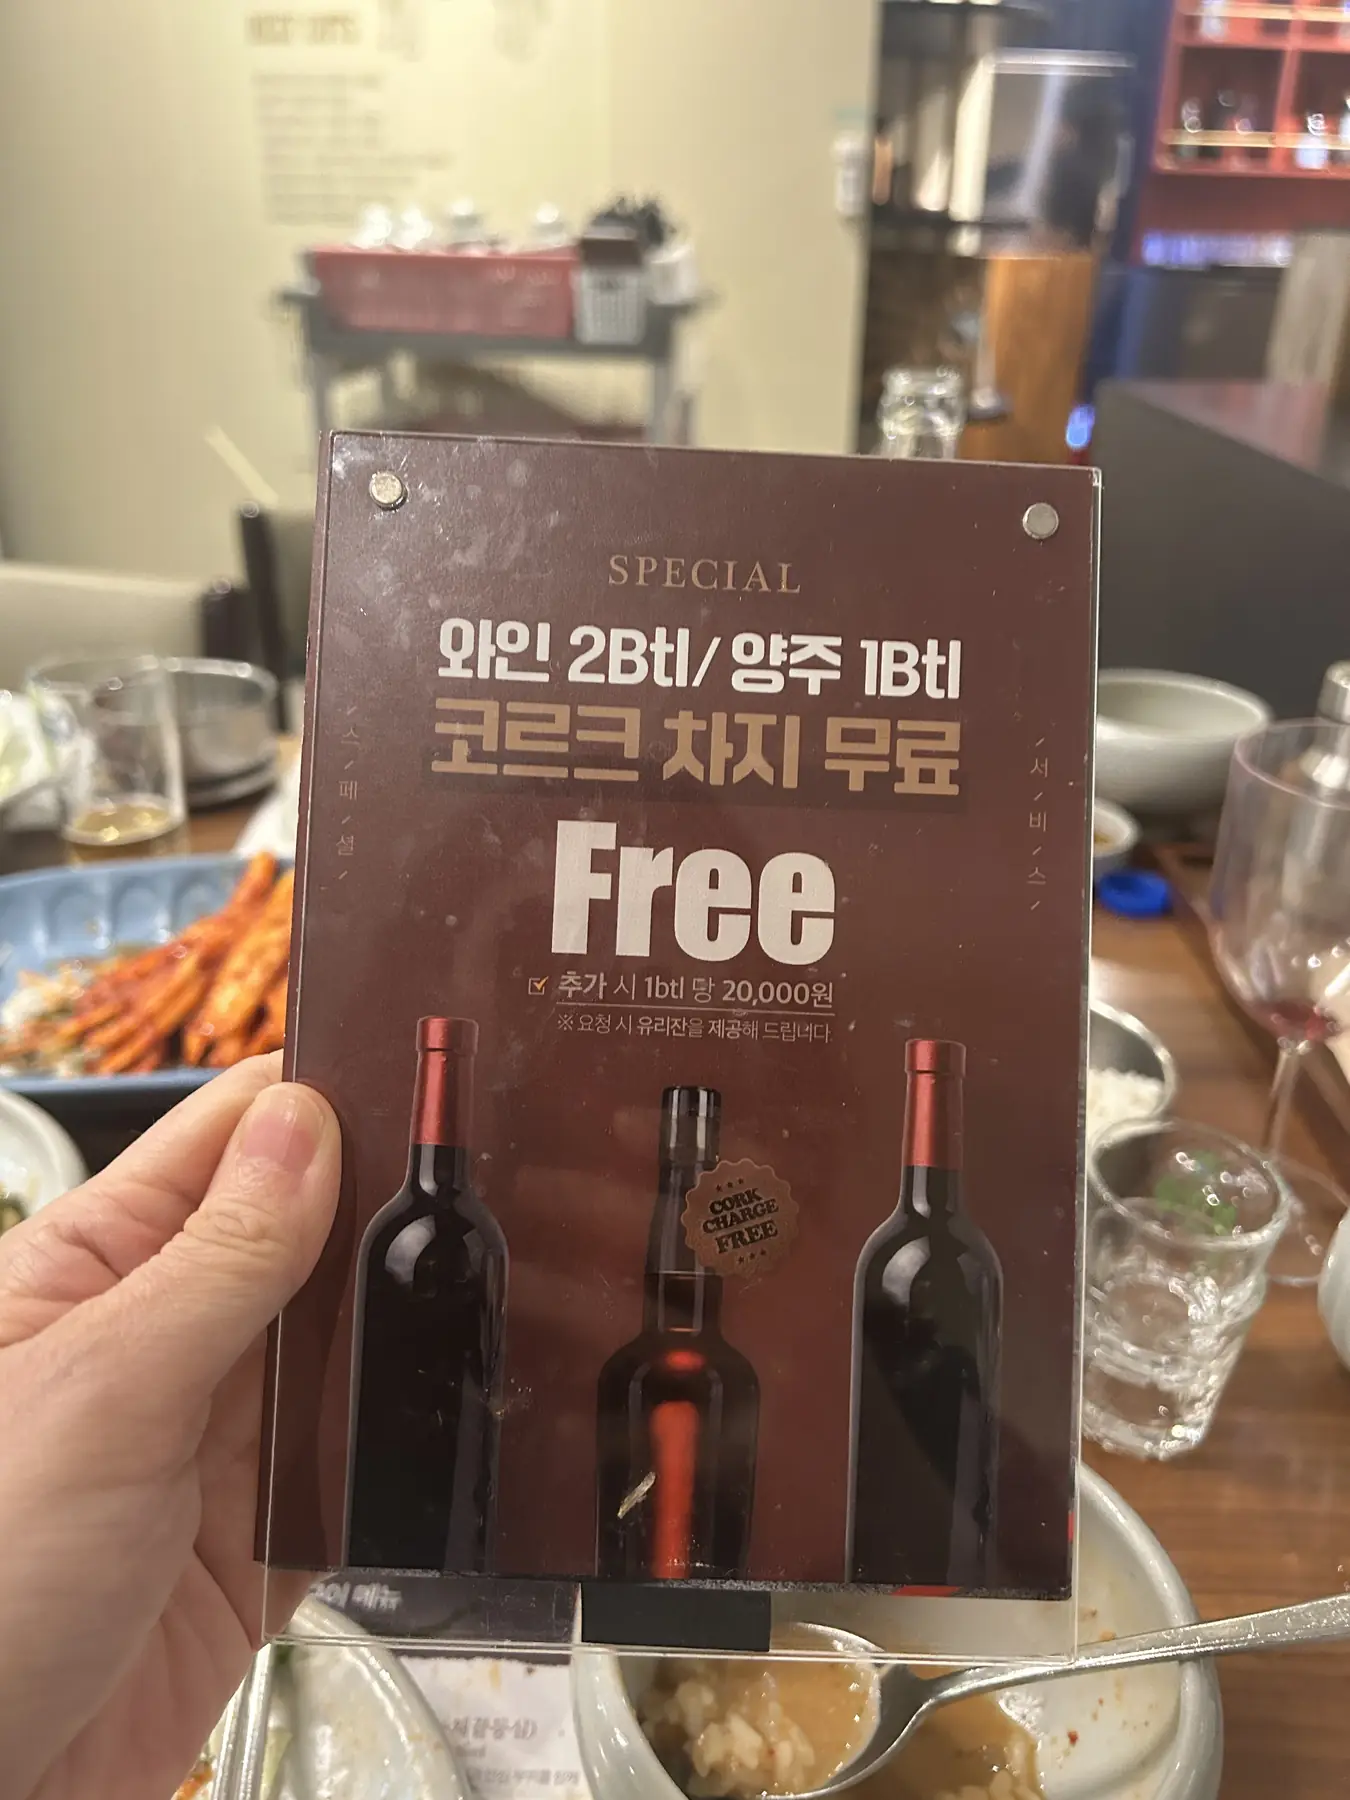 SPECIAL
와인 2Btl/ 양주 1Btl
코르크 차지 무료
Free
추가 시 1btl 당 20,000원
※ 요청 시 유리잔을 제공해 드립니다
/ 스 / 페 / 셜 /
/ 서 / 비 / 스 /
CORK
CHARGE
FREE
메뉴